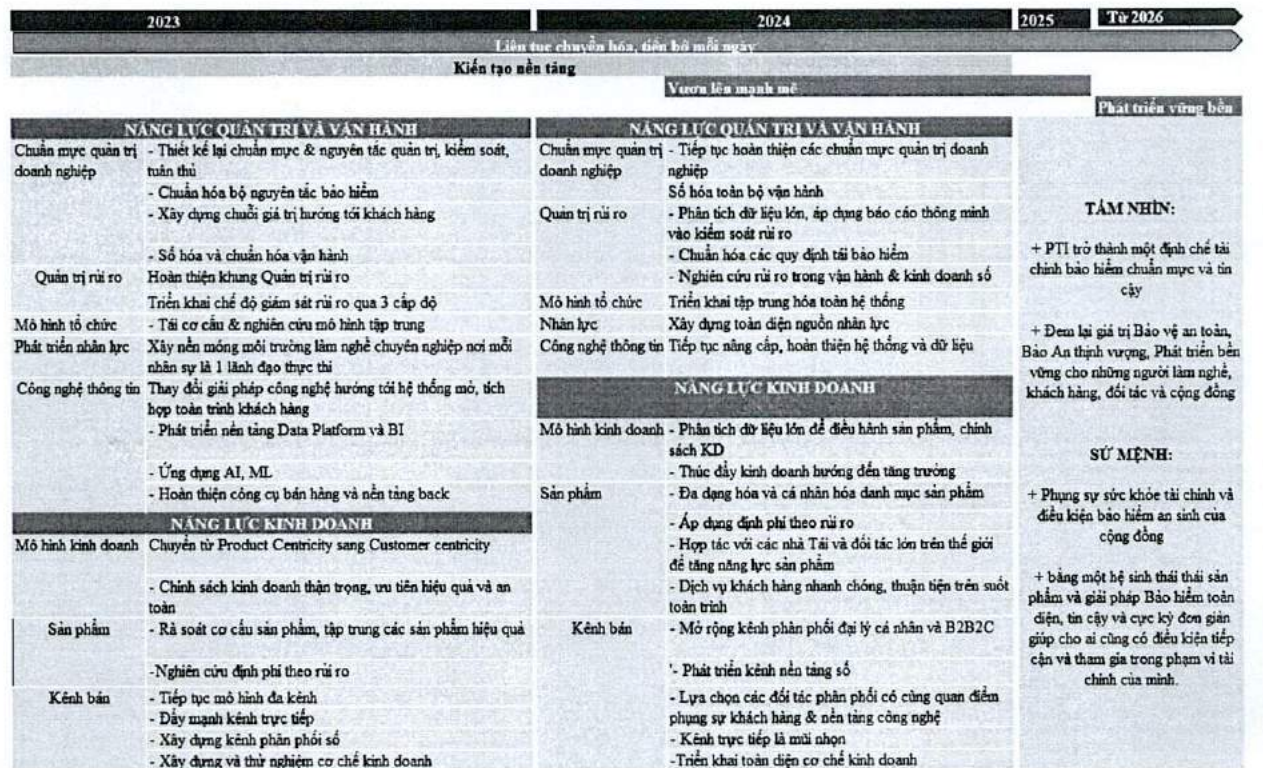 2023
2024
2025
Từ 2026
Liên tục chuyển hóa, tiến bộ mỗi ngày
Kiến tạo nền tảng
Vươn lên mạnh mẽ
Phát triển vững bền
NĂNG LỰC QUẢN TRỊ VÀ VẬN HÀNH
Chuẩn mực quản trị - Thiết kế lại chuẩn mực & nguyên tắc quản trị, kiểm soát,
doanh nghiệp tuân thủ
- Chuẩn hóa bộ nguyên tắc bảo hiểm
- Xây dựng chuỗi giá trị hướng tới khách hàng
- Số hóa và chuẩn hóa vận hành
Quản trị rủi ro Hoàn thiện khung Quản trị rủi ro
Triển khai chế độ giám sát rủi ro qua 3 cấp độ
Mô hình tổ chức - Tái cơ cấu & nghiên cứu mô hình tập trung
Phát triển nhân lực Xây nền móng môi trường làm nghề chuyên nghiệp nơi mỗi
nhân sự là 1 lãnh đạo thực thi
Công nghệ thông tin Thay đổi giải pháp công nghệ hướng tới hệ thống mở, tích
hợp toàn trình khách hàng
- Phát triển nền tảng Data Platform và BI
- Ứng dụng AI, ML
- Hoàn thiện công cụ bán hàng và nền tảng back
NĂNG LỰC KINH DOANH
Mô hình kinh doanh Chuyển từ Product Centricity sang Customer centricity
- Chính sách kinh doanh thận trọng, ưu tiên hiệu quả và an
toàn
Sản phẩm - Rà soát cơ cấu sản phẩm, tập trung các sản phẩm hiệu quả
-Nghiên cứu định phí theo rủi ro
Kênh bán - Tiếp tục mô hình đa kênh
- Đẩy mạnh kênh trực tiếp
- Xây dựng kênh phân phối số
- Xây dựng và thử nghiệm cơ chế kinh doanh
NĂNG LỰC QUẢN TRỊ VÀ VẬN HÀNH
Chuẩn mực quản trị - Tiếp tục hoàn thiện các chuẩn mực quản trị doanh
doanh nghiệp nghiệp
Số hóa toàn bộ vận hành
Quản trị rủi ro - Phân tích dữ liệu lớn, áp dụng báo cáo thông minh
vào kiểm soát rủi ro
- Chuẩn hóa các quy định tái bảo hiểm
- Nghiên cứu rủi ro trong vận hành & kinh doanh số
Mô hình tổ chức Triển khai tập trung hóa toàn hệ thống
Nhân lực Xây dựng toàn diện nguồn nhân lực
Công nghệ thông tin Tiếp tục nâng cấp, hoàn thiện hệ thống và dữ liệu
NĂNG LỰC KINH DOANH
Mô hình kinh doanh - Phân tích dữ liệu lớn để điều hành sản phẩm, chính
sách KD
- Thúc đẩy kinh doanh hướng đến tăng trưởng
Sản phẩm - Đa dạng hóa và cá nhân hóa danh mục sản phẩm
- Áp dụng định phí theo rủi ro
- Hợp tác với các nhà Tái và đối tác lớn trên thế giới
để tăng năng lực sản phẩm
- Dịch vụ khách hàng nhanh chóng, thuận tiện trên suốt
toàn trình
Kênh bán - Mở rộng kênh phân phối đại lý cá nhân và B2B2C
'- Phát triển kênh nền tảng số
- Lựa chọn các đối tác phân phối có cùng quan điểm
phụng sự khách hàng & nền tảng công nghệ
- Kênh trực tiếp là mũi nhọn
-Triển khai toàn diện cơ chế kinh doanh
TẦM NHÌN:
+ PTI trở thành một định chế tài
chính bảo hiểm chuẩn mực và tin
cậy
+ Đem lại giá trị Bảo vệ an toàn,
Bảo An thịnh vượng, Phát triển bền
vững cho những người làm nghề,
khách hàng, đối tác và cộng đồng
SỨ MỆNH:
+ Phụng sự sức khỏe tài chính và
điều kiện bảo hiểm an sinh của
cộng đồng
+ bằng một hệ sinh thái thái sản
phẩm và giải pháp Bảo hiểm toàn
diện, tin cậy và cực kỳ đơn giản
giúp cho ai cũng có điều kiện tiếp
cận và tham gia trong phạm vi tài
chính của mình.